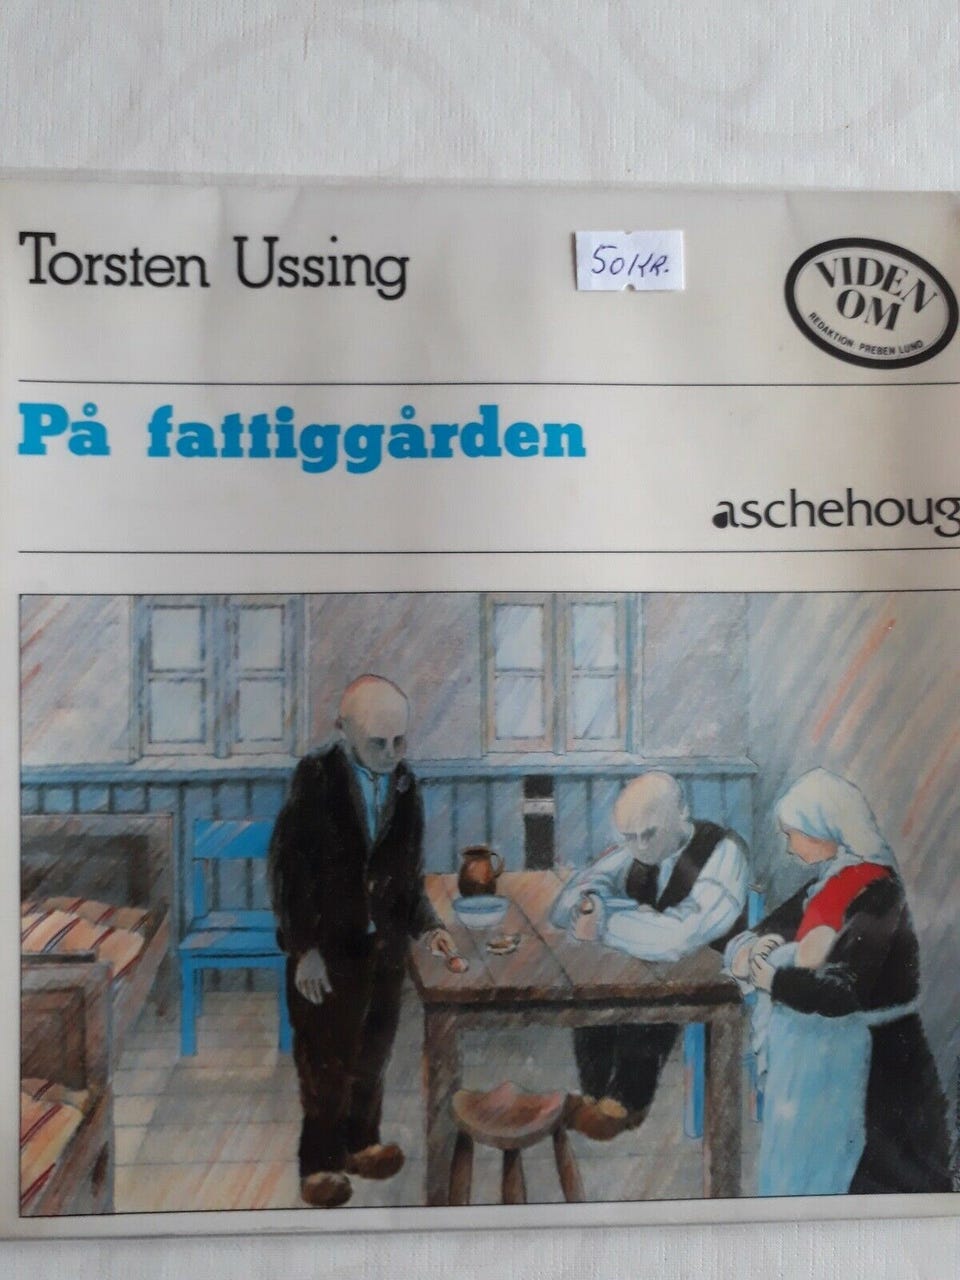 Torsten Ussing
50 KR.
VIDEN
OM
REDAKTION: PREBEN LUND
På fattiggården
aschehoug